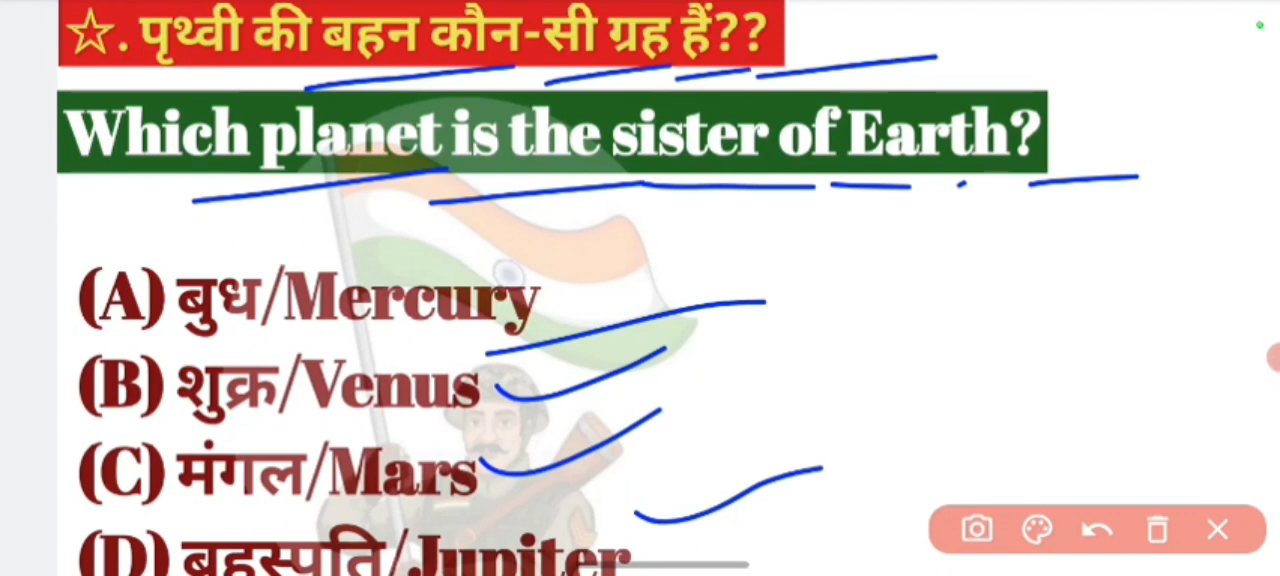 ☆. पृथ्वी की बहन कौन-सी ग्रह हैं??
Which planet is the sister of Earth?
(A) बुध/Mercury
(B) शुक्र/Venus
(C) मंगल/Mars
(D) बृहस्पति/Jupiter